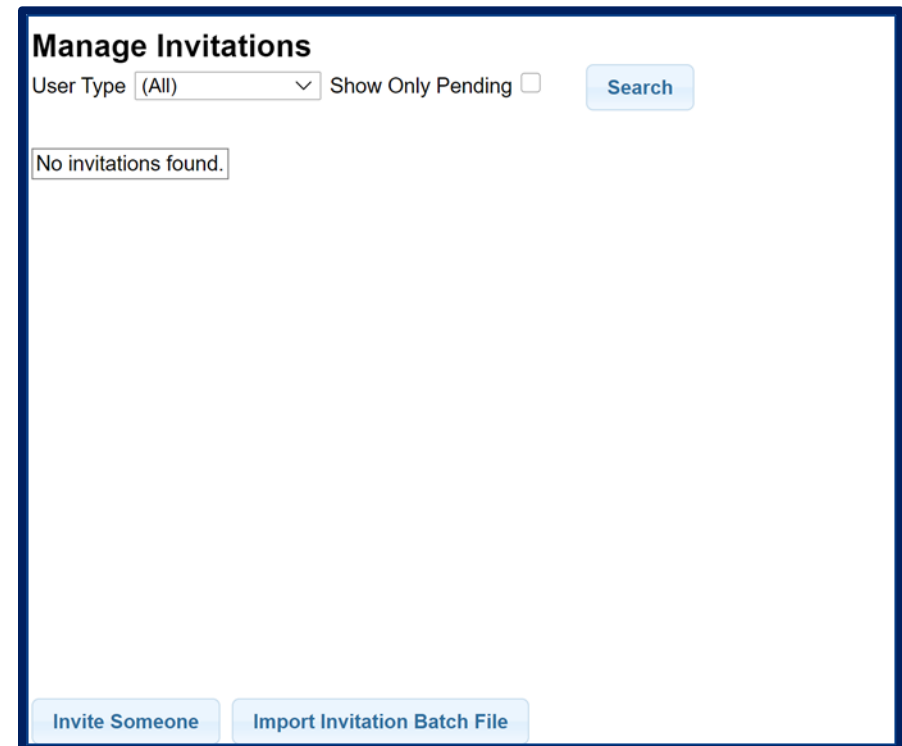 Manage Invitations
User Type (All) Show Only Pending Search
No invitations found.
Invite Someone Import Invitation Batch File